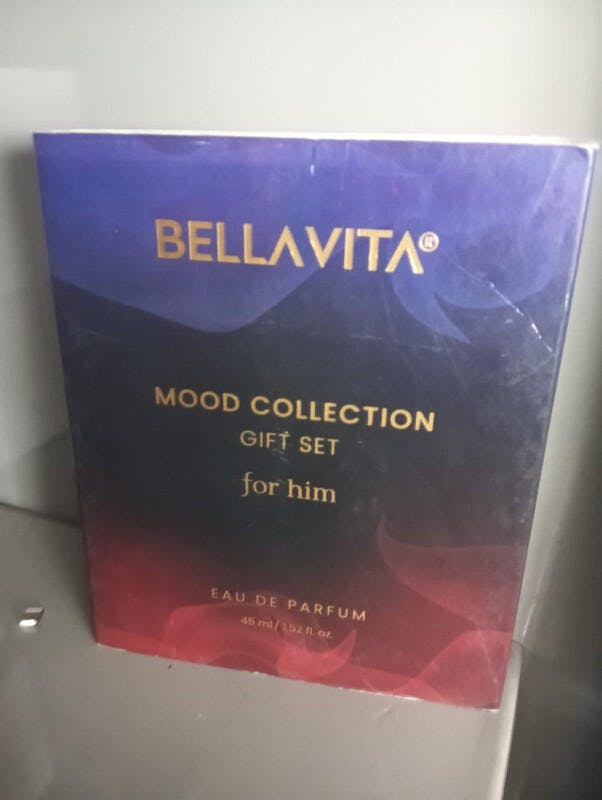 BELLAVITA®
MOOD COLLECTION
GIFT SET
for him
EAU DE PARFUM
45 ml / 1.52 fl. oz.